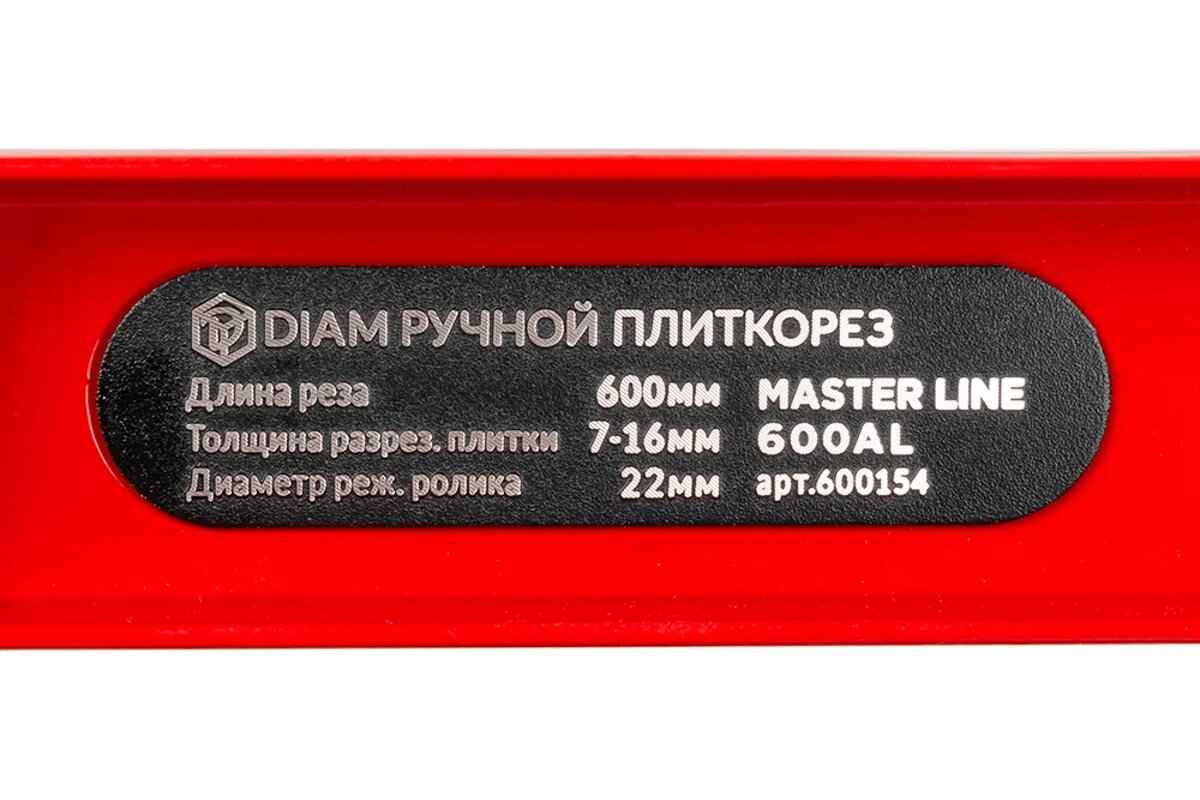 DIAM РУЧНОЙ ПЛИТКОРЕЗ
Длина реза 600мм MASTER LINE
Толщина разрез. плитки 7-16мм 600AL
Диаметр реж. ролика 22мм арт.600154